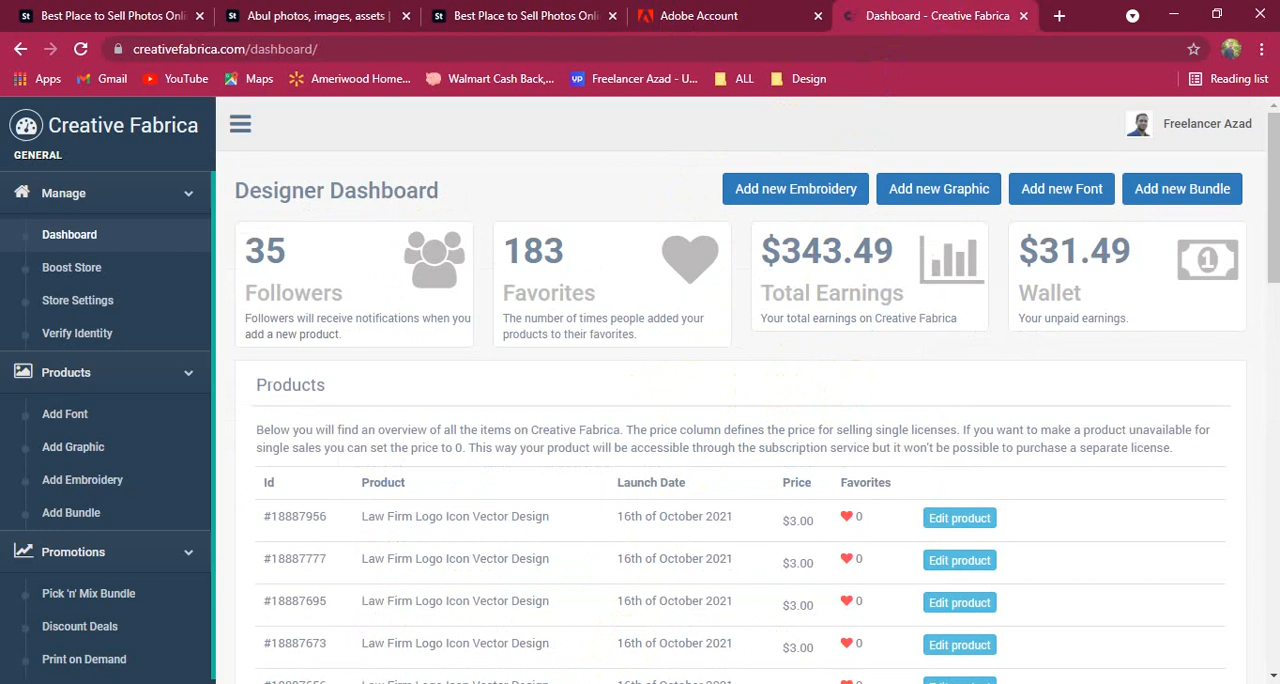 Best Place to Sell Photos Onli
Abul photos, images, assets |
Best Place to Sell Photos Onli
Adobe Account
Dashboard - Creative Fabrica
creativefabrica.com/dashboard/
Apps
Gmail
YouTube
Maps
Ameriwood Home...
Walmart Cash Back,...
Freelancer Azad - U...
ALL
Design
Reading list
Creative Fabrica
GENERAL
Manage
Dashboard
Boost Store
Store Settings
Verify Identity
Products
Add Font
Add Graphic
Add Embroidery
Add Bundle
Promotions
Pick 'n' Mix Bundle
Discount Deals
Print on Demand
Freelancer Azad
Designer Dashboard
Add new Embroidery
Add new Graphic
Add new Font
Add new Bundle
35
Followers
Followers will receive notifications when you
add a new product.
183
Favorites
The number of times people added your
products to their favorites.
$343.49
Total Earnings
Your total earnings on Creative Fabrica
$31.49
Wallet
Your unpaid earnings.
Products
Below you will find an overview of all the items on Creative Fabrica. The price column defines the price for selling single licenses. If you want to make a product unavailable for
single sales you can set the price to 0. This way your product will be accessible through the subscription service but it won't be possible to purchase a separate license.
Id Product Launch Date Price Favorites
#18887956 Law Firm Logo Icon Vector Design 16th of October 2021 $3.00 0 Edit product
#18887777 Law Firm Logo Icon Vector Design 16th of October 2021 $3.00 0 Edit product
#18887695 Law Firm Logo Icon Vector Design 16th of October 2021 $3.00 0 Edit product
#18887673 Law Firm Logo Icon Vector Design 16th of October 2021 $3.00 0 Edit product